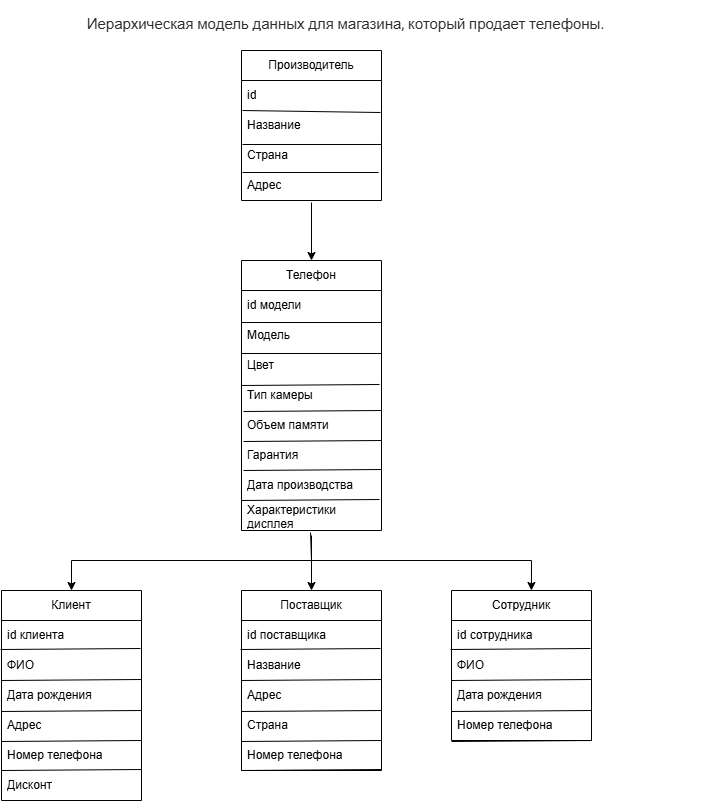 Иерархическая модель данных для магазина, который продает телефоны.
Производитель
id
Название
Страна
Адрес
Телефон
id модели
Модель
Цвет
Тип камеры
Объем памяти
Гарантия
Дата производства
Характеристики
дисплея
Клиент
id клиента
ФИО
Дата рождения
Адрес
Номер телефона
Дисконт
Поставщик
id поставщика
Название
Адрес
Страна
Номер телефона
Сотрудник
id сотрудника
ФИО
Дата рождения
Номер телефона